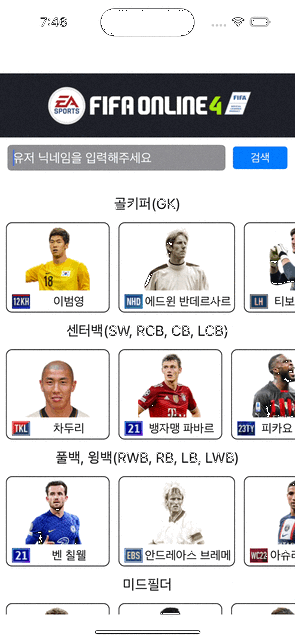 7:46
EA
SPORTS
FIFA ONLINE 4
FIFA
유저 닉네임을 입력해주세요
검색
골키퍼(GK)
12KH 이범영
NHD 에드윈 반데르사르
LH 티보
센터백(SW, RCB, CB, LCB)
TKL 차두리
21 뱅자맹 파바르
23TY 피카요
풀백, 윙백(RWB, RB, LB, LWB)
21 벤 칠웰
EBS 안드레아스 브레메
WC22 아슈라
미드필더